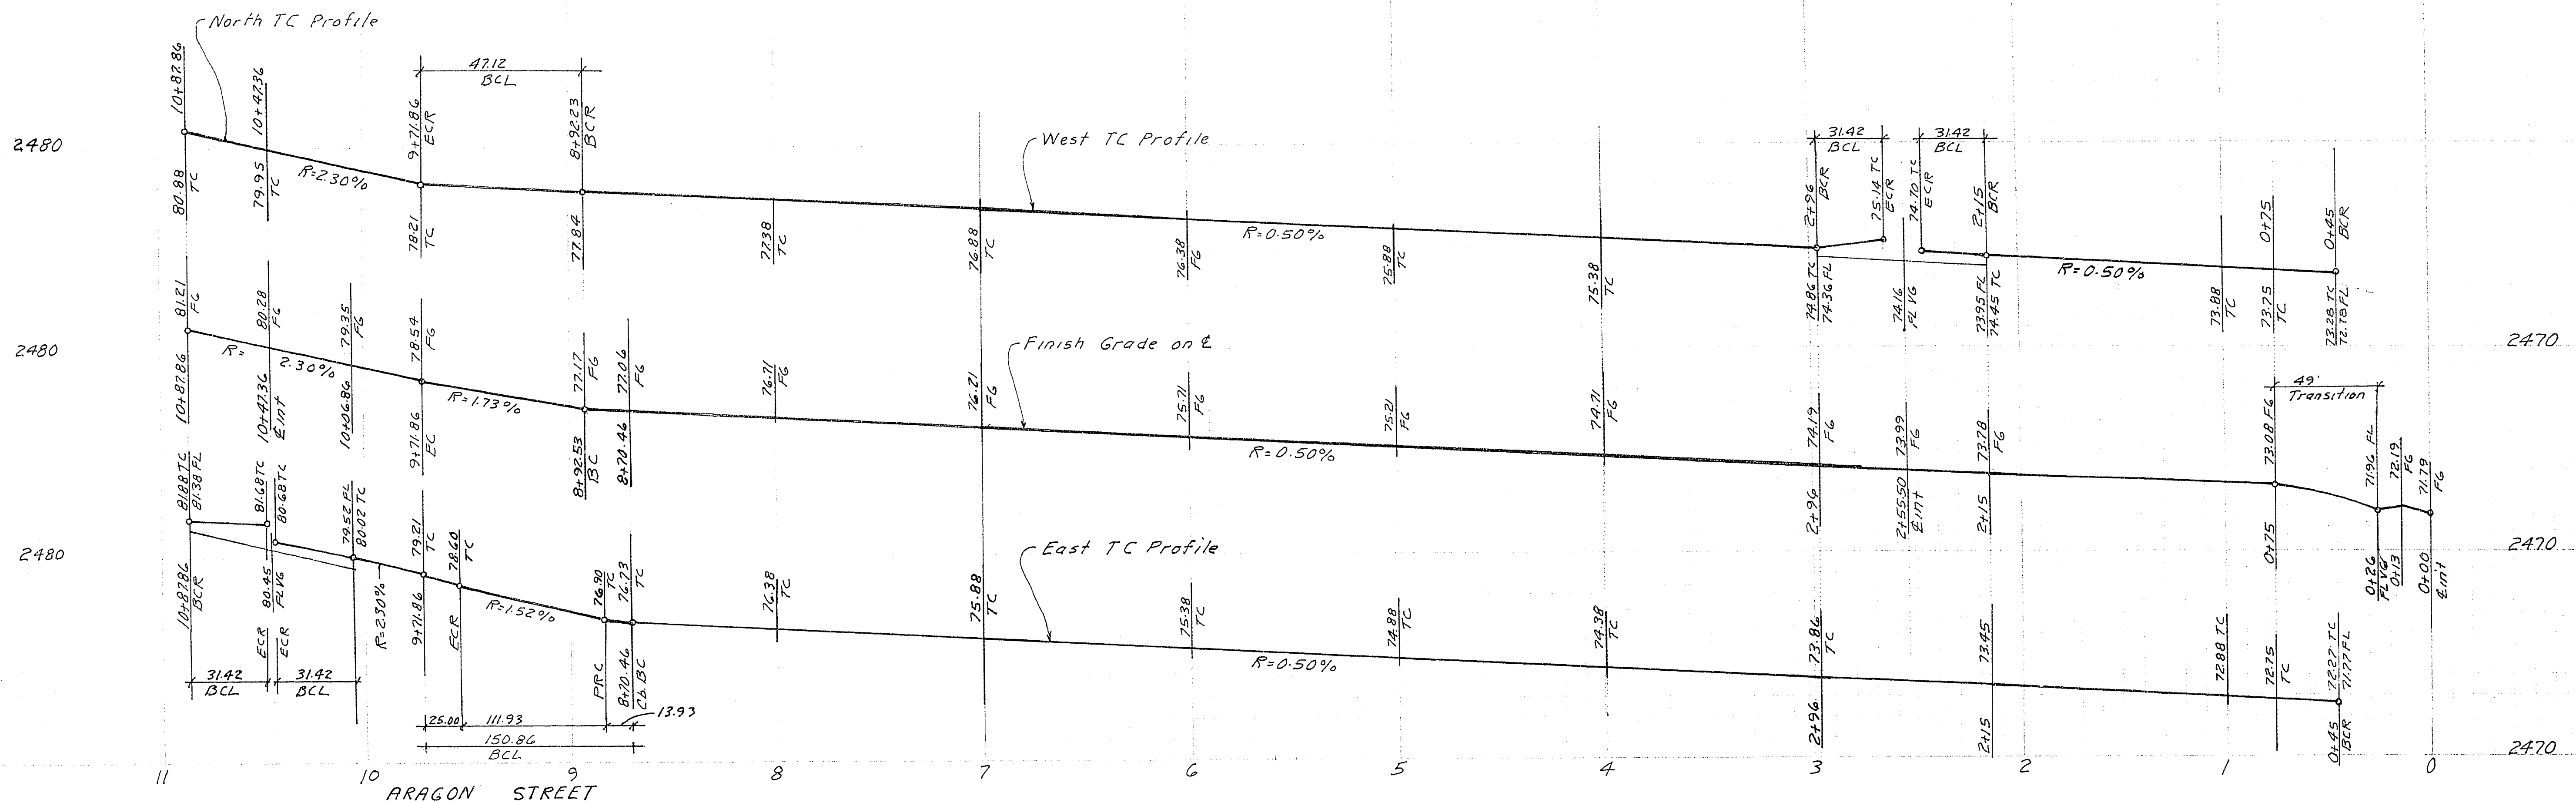 North TC Profile
10+87.86
10+47.36
47.12
BCL
9+71.86
ECR
8+92.23
BCR
2480
80.88
TC
79.95
TC
R=2.30%
78.21
TC
77.84
77.38
TC
West TC Profile
76.88
TC
76.38
FG
R=0.50%
75.88
TC
75.38
TC
31.42
BCL
31.42
BCL
2+96
BCR
75.14 TC
ECR
74.70 TC
ECR
2+15
BCR
0+75
0+45
BCR
74.86 TC
74.36 FL
74.16
FL VG
73.95 FL
74.45 TC
R=0.50%
73.88
TC
73.75
TC
73.28 TC
72.78 FL
2480
81.21
FG
80.28
FG
79.35
FG
78.54
FG
77.17
FG
77.06
FG
76.71
FG
Finish Grade on ℄
76.21
FG
75.71
FG
75.21
FG
74.71
FG
74.19
FG
73.99
FG
73.78
FG
73.08 FG
49'
Transition
71.96 FL
72.19
FG
71.79
FG
2470
R=
2.30%
R=1.73%
R=0.50%
10+87.86
10+47.36
℄ int
10+06.86
9+71.86
EC
8+92.53
BC
8+70.46
2+96
2+55.50
℄ int
2+15
0+75
0+26
FL VG
0+13
0+00
℄ int
2480
81.88 TC
81.38 FL
81.68 TC
80.68 TC
79.52 FL
80.02 TC
79.21
TC
78.60
TC
76.90
TC
76.73
TC
76.38
TC
East TC Profile
75.88
TC
75.38
TC
74.88
TC
74.38
TC
73.86
TC
73.45
72.88 TC
72.75
TC
72.27 TC
71.77 FL
2470
10+87.86
BCR
80.45
FLVG
ECR
ECR
R=2.30%
9+71.86
ECR
R=1.52%
PRC
8+70.46
Cb. BC
R=0.50%
2+96
2+15
0+45
BCR
31.42
BCL
31.42
BCL
25.00
111.93
13.93
150.86
BCL
2470
11 10 9 8 7 6 5 4 3 2 1 0
ARAGON STREET